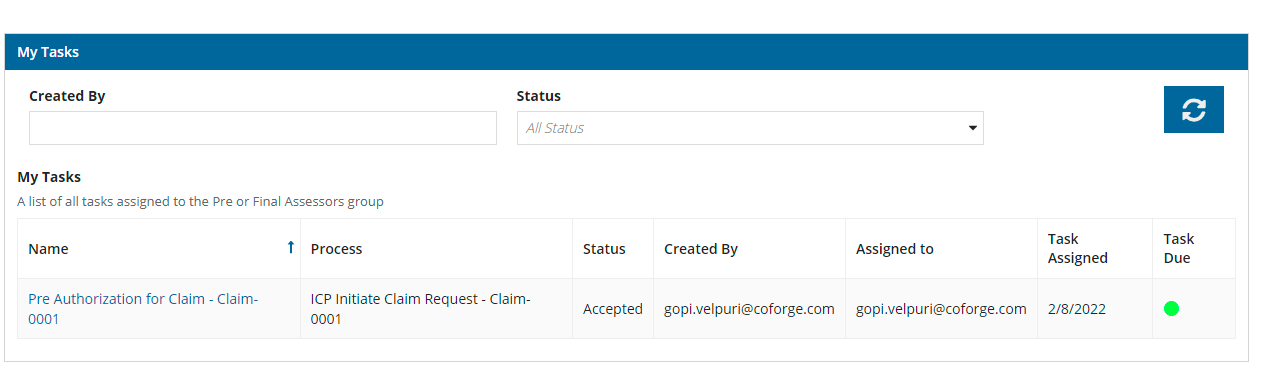 My Tasks
Created By
Status
All Status
My Tasks
A list of all tasks assigned to the Pre or Final Assessors group
Name Process Status Created By Assigned to Task Assigned Task Due
Pre Authorization for Claim - Claim-
0001
ICP Initiate Claim Request - Claim-
0001
Accepted
gopi.velpuri@coforge.com
gopi.velpuri@coforge.com
2/8/2022